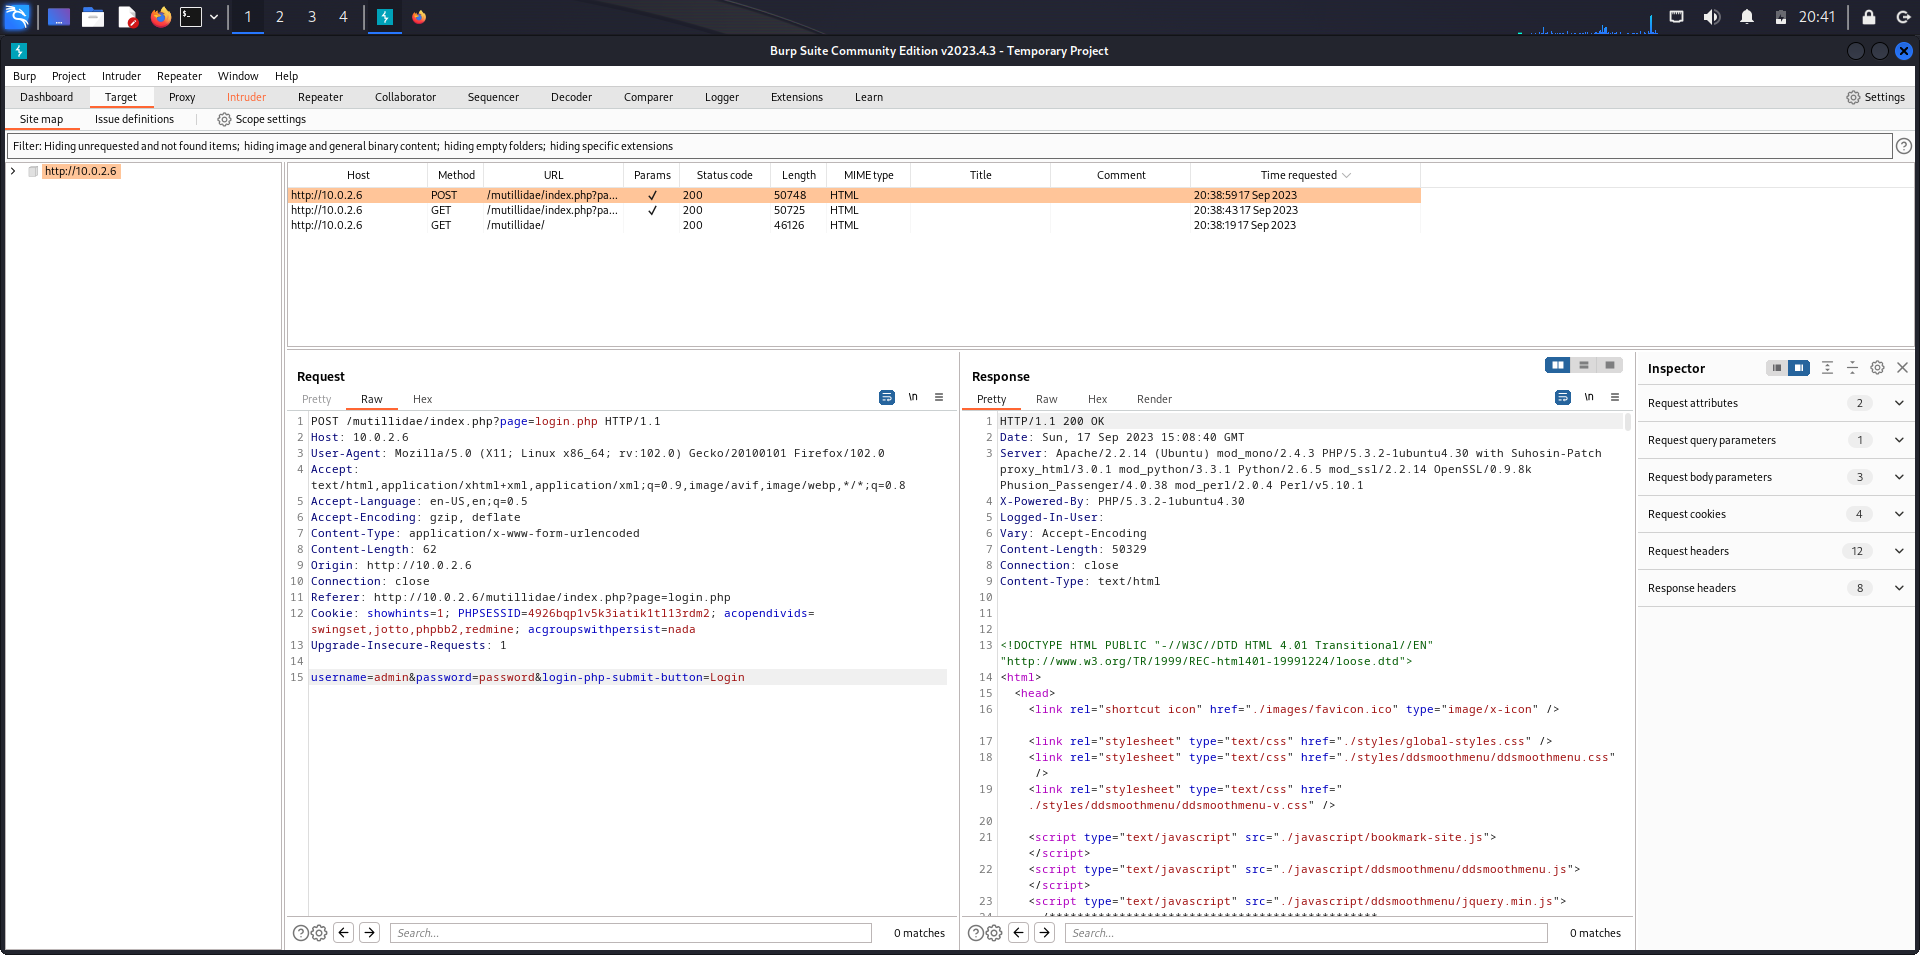 1 2 3 4 20:41
Burp Suite Community Edition v2023.4.3 - Temporary Project
Burp Project Intruder Repeater Window Help
Dashboard Target Proxy Intruder Repeater Collaborator Sequencer Decoder Comparer Logger Extensions Learn Settings
Site map Issue definitions Scope settings
Filter: Hiding unrequested and not found items; hiding image and general binary content; hiding empty folders; hiding specific extensions
http://10.0.2.6
Host Method URL Params Status code Length MIME type Title Comment Time requested
http://10.0.2.6 POST /mutillidae/index.php?pa... ✓ 200 50748 HTML 20:38:59 17 Sep 2023
http://10.0.2.6 GET /mutillidae/index.php?pa... ✓ 200 50725 HTML 20:38:43 17 Sep 2023
http://10.0.2.6 GET /mutillidae/ 200 46126 HTML 20:38:19 17 Sep 2023
Request
Pretty Raw Hex \n
1 POST /mutillidae/index.php?page=login.php HTTP/1.1
2 Host: 10.0.2.6
3 User-Agent: Mozilla/5.0 (X11; Linux x86_64; rv:102.0) Gecko/20100101 Firefox/102.0
4 Accept:
text/html,application/xhtml+xml,application/xml;q=0.9,image/avif,image/webp,*/*;q=0.8
5 Accept-Language: en-US,en;q=0.5
6 Accept-Encoding: gzip, deflate
7 Content-Type: application/x-www-form-urlencoded
8 Content-Length: 62
9 Origin: http://10.0.2.6
10 Connection: close
11 Referer: http://10.0.2.6/mutillidae/index.php?page=login.php
12 Cookie: showhints=1; PHPSESSID=4926bqp1v5k3iatik1tl13rdm2; acopendivids=
swingset,jotto,phpbb2,redmine; acgroupswithpersist=nada
13 Upgrade-Insecure-Requests: 1
14
15 username=admin&password=password&login-php-submit-button=Login
Search... 0 matches
Response
Pretty Raw Hex Render \n
1 HTTP/1.1 200 OK
2 Date: Sun, 17 Sep 2023 15:08:40 GMT
3 Server: Apache/2.2.14 (Ubuntu) mod_mono/2.4.3 PHP/5.3.2-1ubuntu4.30 with Suhosin-Patch
proxy_html/3.0.1 mod_python/3.3.1 Python/2.6.5 mod_ssl/2.2.14 OpenSSL/0.9.8k
Phusion_Passenger/4.0.38 mod_perl/2.0.4 Perl/v5.10.1
4 X-Powered-By: PHP/5.3.2-1ubuntu4.30
5 Logged-In-User:
6 Vary: Accept-Encoding
7 Content-Length: 50329
8 Connection: close
9 Content-Type: text/html
10
11
12
13 <!DOCTYPE HTML PUBLIC "-//W3C//DTD HTML 4.01 Transitional//EN"
"http://www.w3.org/TR/1999/REC-html401-19991224/loose.dtd">
14 <html>
15 <head>
16 <link rel="shortcut icon" href="./images/favicon.ico" type="image/x-icon" />
17 <link rel="stylesheet" type="text/css" href="./styles/global-styles.css" />
18 <link rel="stylesheet" type="text/css" href="./styles/ddsmoothmenu/ddsmoothmenu.css"
/>
19 <link rel="stylesheet" type="text/css" href="
./styles/ddsmoothmenu/ddsmoothmenu-v.css" />
20
21 <script type="text/javascript" src="./javascript/bookmark-site.js">
</script>
22 <script type="text/javascript" src="./javascript/ddsmoothmenu/ddsmoothmenu.js">
</script>
23 <script type="text/javascript" src="./javascript/ddsmoothmenu/jquery.min.js">
Search... 0 matches
Inspector
Request attributes 2
Request query parameters 1
Request body parameters 3
Request cookies 4
Request headers 12
Response headers 8